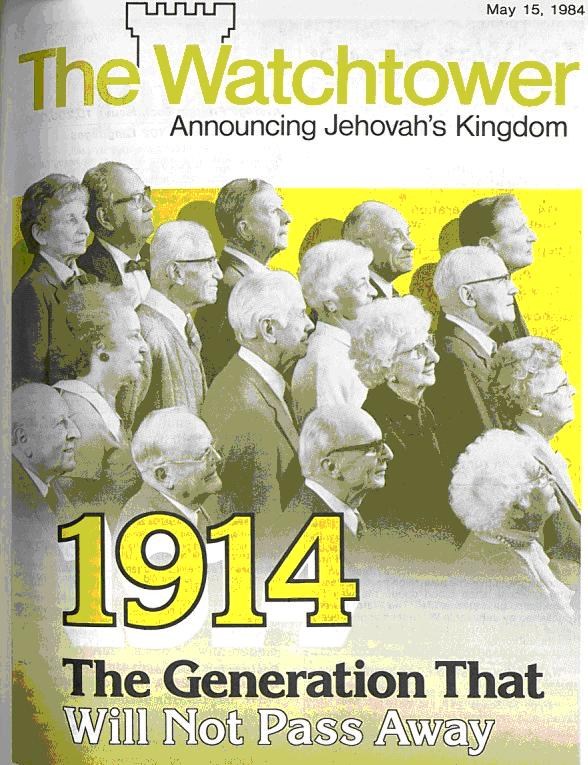 May 15, 1984
The Watchtower
Announcing Jehovah's Kingdom
1914
The Generation That
Will Not Pass Away